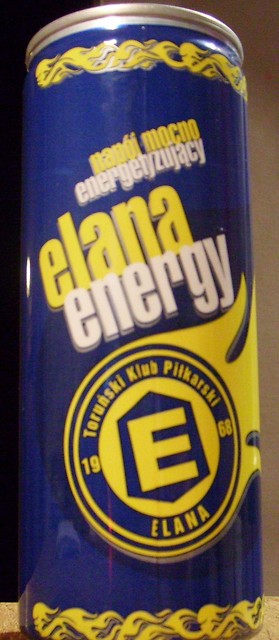 napój mocno
energetyzujący
elana
energy
Toruński Klub Piłkarski
E
19 68
ELANA